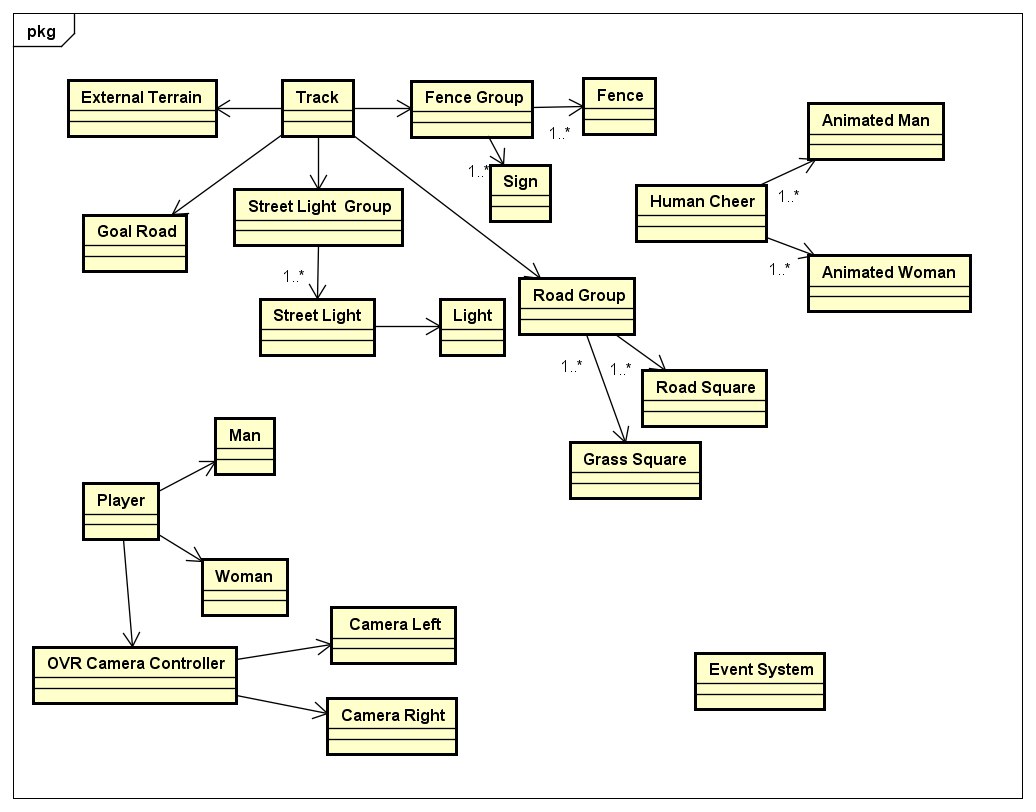 pkg
External Terrain
Track
Fence Group
Fence
1..*
Animated Man
1..*
Sign
Human Cheer
1..*
Street Light  Group
Goal Road
1..*
Animated Woman
1..*
Street Light
Light
Road Group
1..*
1..*
Road Square
Man
Grass Square
Player
Woman
Camera Left
OVR Camera Controller
Event System
Camera Right